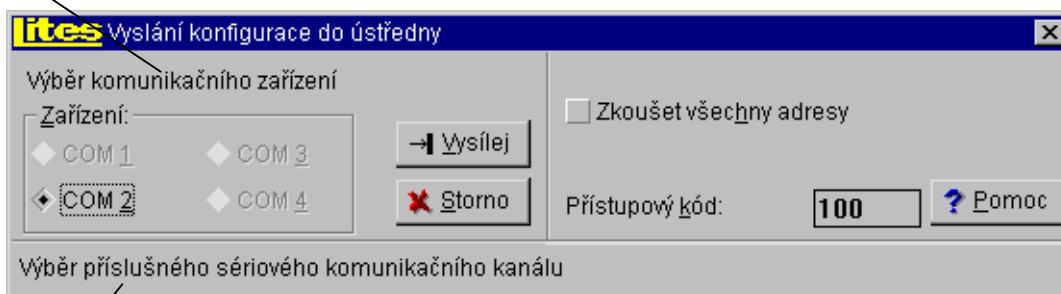 lites Vyslání konfigurace do ústředny
Výběr komunikačního zařízení
Zařízení:
COM 1
COM 3
COM 2
COM 4
Vysílej
Storno
Zkoušet všechny adresy
Přístupový kód:
100
Pomoc
Výběr příslušného sériového komunikačního kanálu